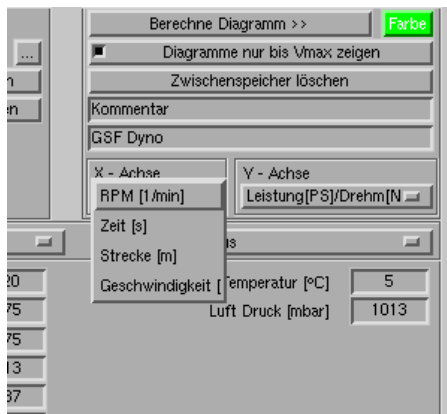 Berechne Diagramm >> Farbe
... Diagramme nur bis Vmax zeigen
Zwischenspeicher löschen
Kommentar
GSF Dyno
X - Achse Y - Achse
RPM [1/min] Leistung[PS]/Drehm[N
Zeit [s]
Strecke [m]
Geschwindigkeit [
Temperatur [°C] 5
Luft Druck [mbar] 1013
20
75
75
13
37